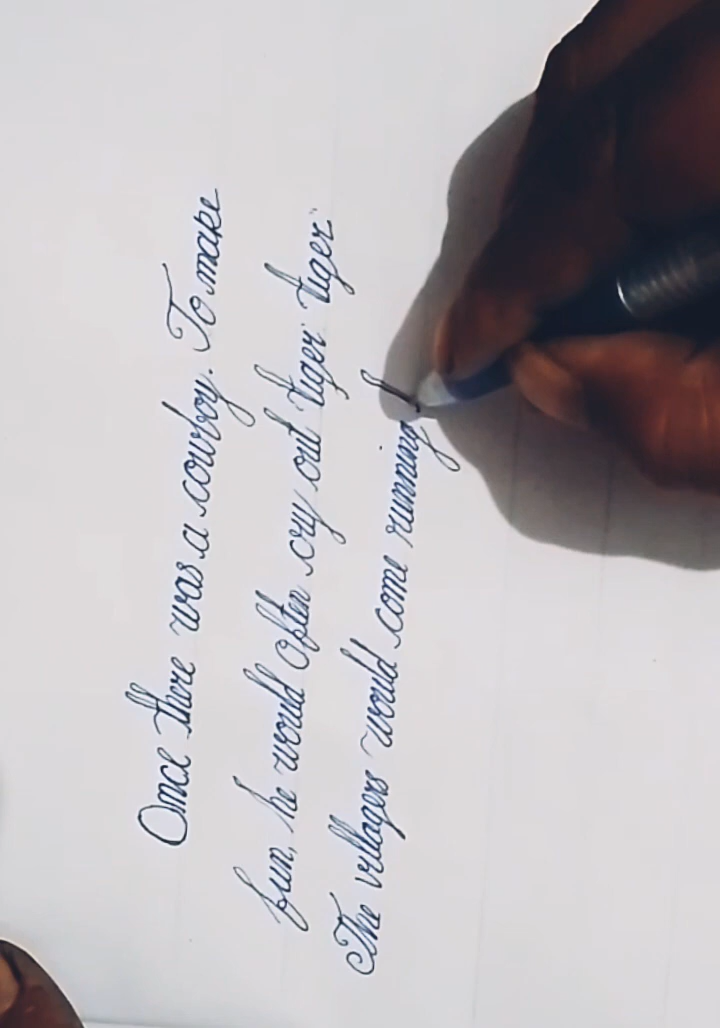 Once there was a cowboy. To make
fun, he would often cry out "tiger" tiger"
The villagers would come running